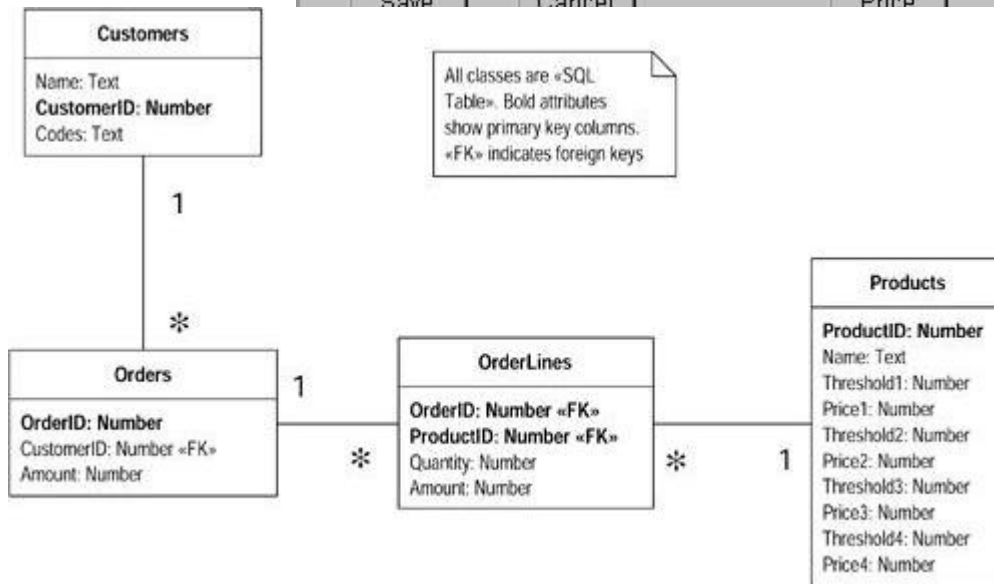 Save Cancel Price
Customers
Name: Text
CustomerID: Number
Codes: Text
All classes are «SQL
Table». Bold attributes
show primary key columns.
«FK» indicates foreign keys
1
*
Orders
OrderID: Number
CustomerID: Number «FK»
Amount: Number
1
*
OrderLines
OrderID: Number «FK»
ProductID: Number «FK»
Quantity: Number
Amount: Number
*
1
Products
ProductID: Number
Name: Text
Threshold1: Number
Price1: Number
Threshold2: Number
Price2: Number
Threshold3: Number
Price3: Number
Threshold4: Number
Price4: Number